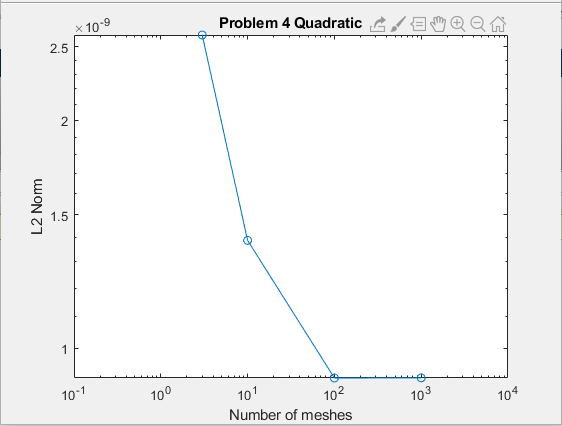 Problem 4 Quadratic
×10⁻⁹
2.5
2
1.5
1
L2 Norm
10⁻¹ 10⁰ 10¹ 10² 10³ 10⁴
Number of meshes